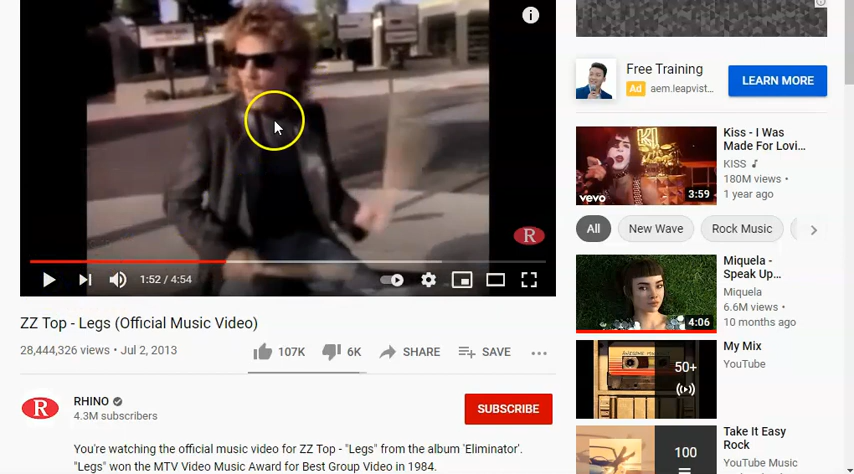 Free Training
Ad aem.leapvist...
LEARN MORE
Kiss - I Was
Made For Lovi...
KISS
180M views •
1 year ago
vevo
3:59
All
New Wave
Rock Music
Miquela -
Speak Up...
Miquela
6.6M views •
10 months ago
4:06
My Mix
YouTube
50+
Take It Easy
Rock
YouTube Music
100
R
1:52 / 4:54
ZZ Top - Legs (Official Music Video)
28,444,326 views • Jul 2, 2013
107K
6K
SHARE
SAVE
R
RHINO
4.3M subscribers
SUBSCRIBE
You're watching the official music video for ZZ Top - "Legs" from the album 'Eliminator'.
"Legs" won the MTV Video Music Award for Best Group Video in 1984.